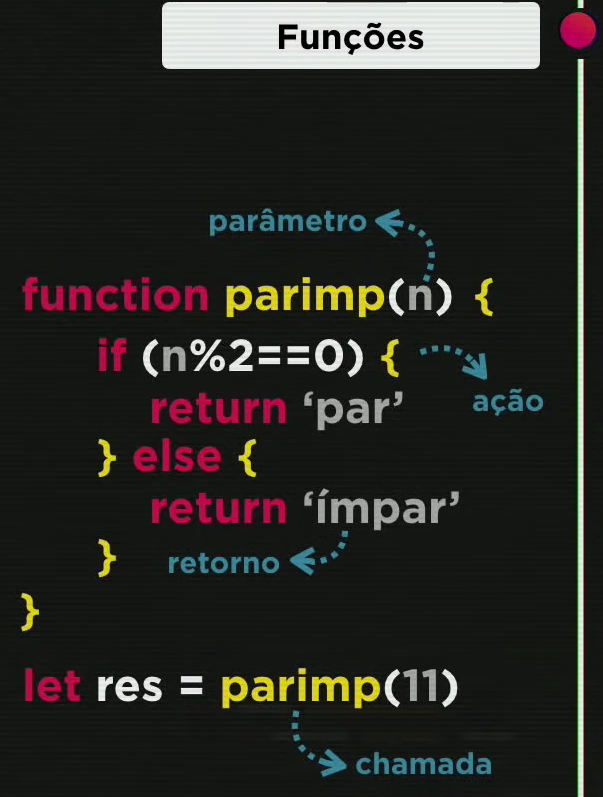 Funções
parâmetro
function parimp(n) {
if (n%2==0) {
ação
return ‘par’
} else {
return ‘ímpar’
}
retorno
}
let res = parimp(11)
chamada